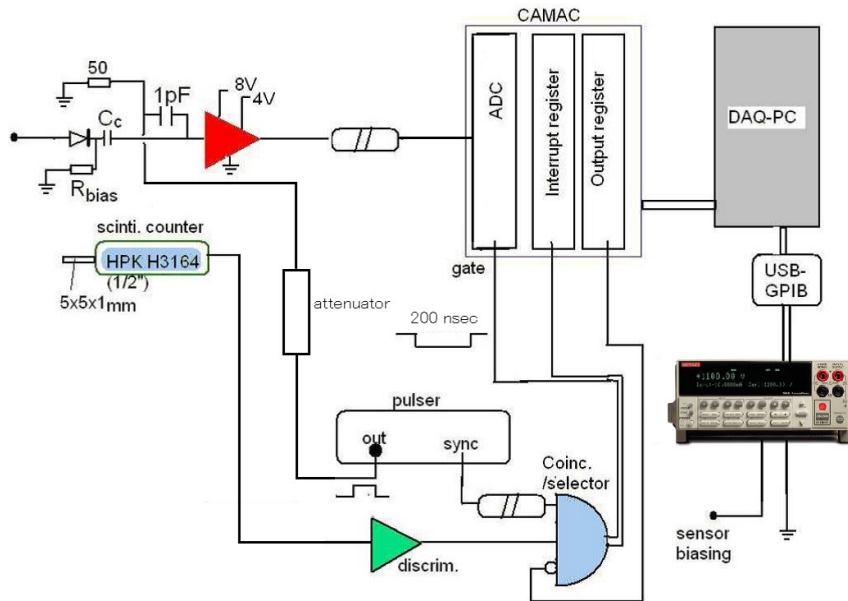 CAMAC
50
1pF
8V
4V
Cc
Rbias
ADC
Interrupt register
Output register
DAQ-PC
scinti. counter
HPK H3164
(1/2")
5x5x1mm
gate
USB-
GPIB
attenuator
200 nsec
pulser
out
sync
Coinc.
/selector
discrim.
sensor
biasing